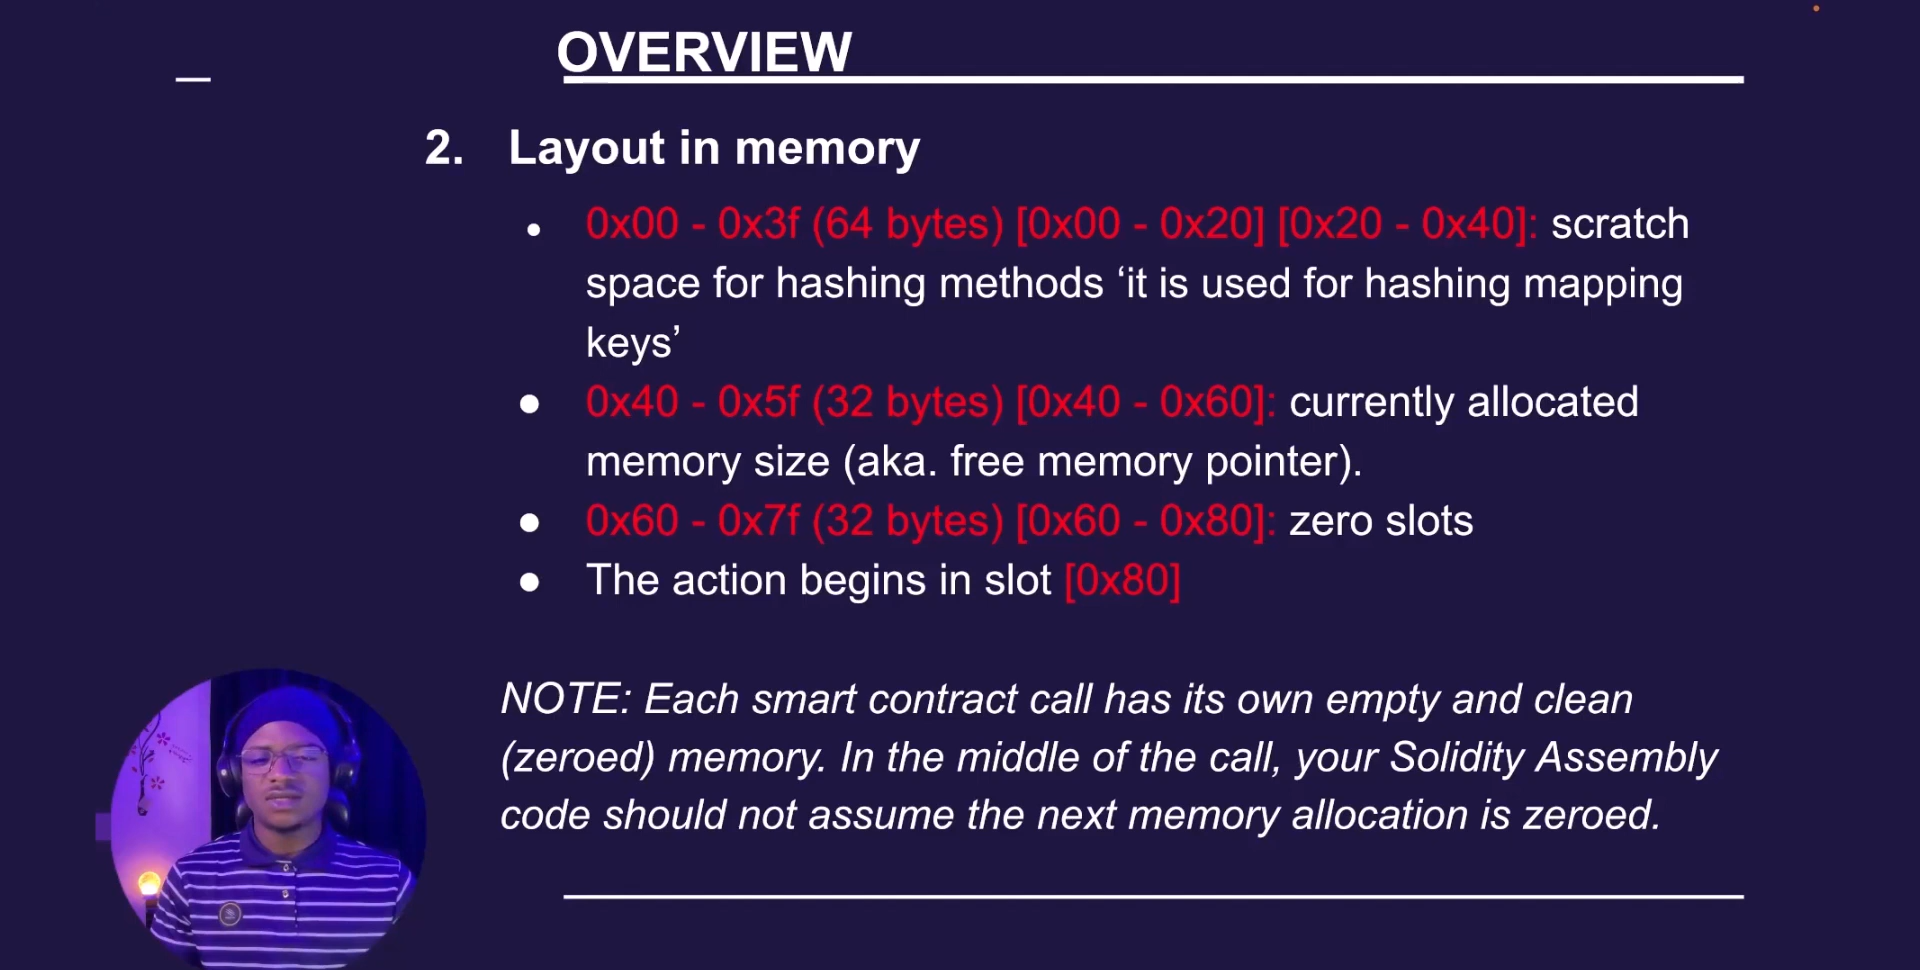 OVERVIEW
2. Layout in memory
● 0x00 - 0x3f (64 bytes) [0x00 - 0x20] [0x20 - 0x40]: scratch
space for hashing methods ‘it is used for hashing mapping
keys’
● 0x40 - 0x5f (32 bytes) [0x40 - 0x60]: currently allocated
memory size (aka. free memory pointer).
● 0x60 - 0x7f (32 bytes) [0x60 - 0x80]: zero slots
● The action begins in slot [0x80]
NOTE: Each smart contract call has its own empty and clean
(zeroed) memory. In the middle of the call, your Solidity Assembly
code should not assume the next memory allocation is zeroed.